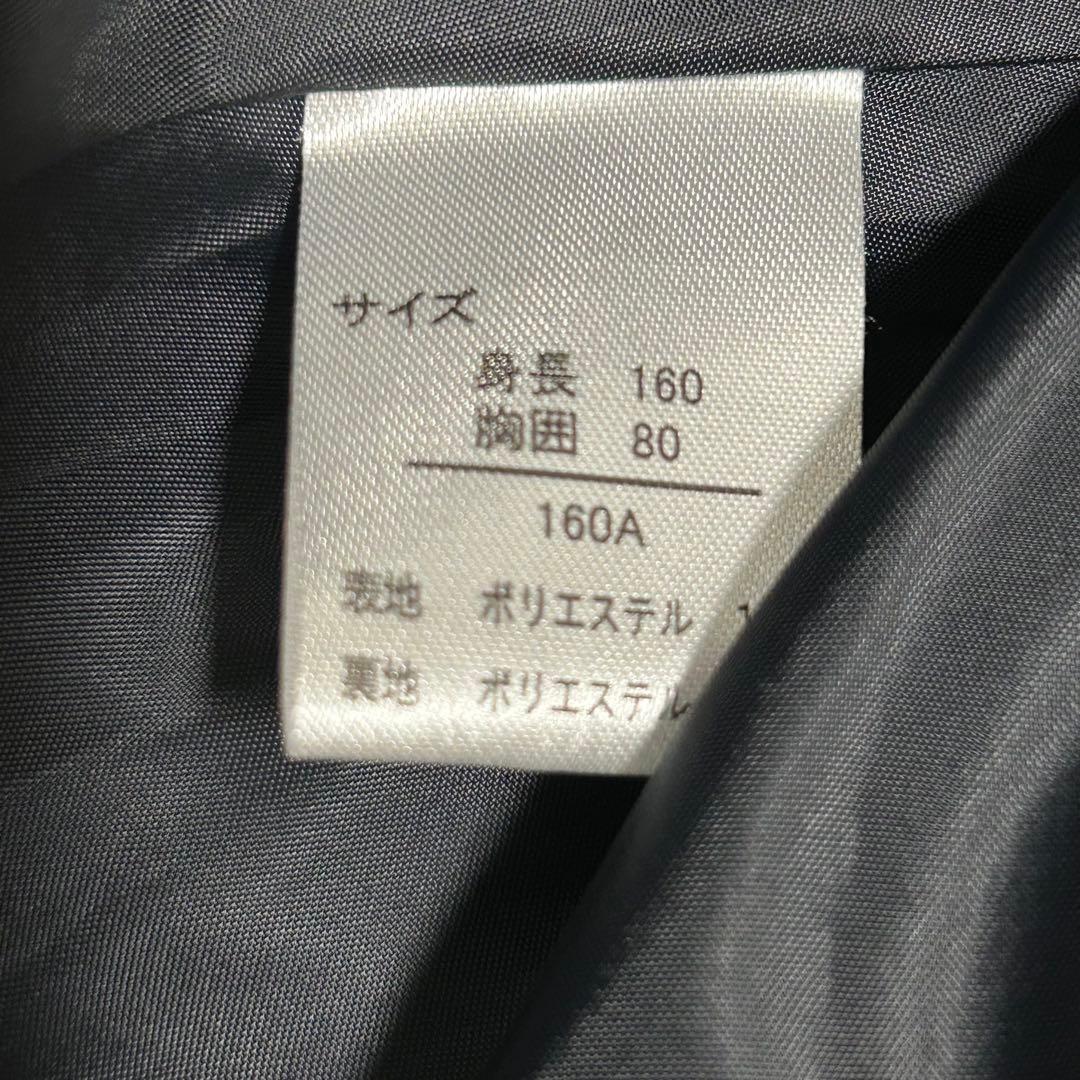 サイズ
身長 160
胸囲 80
160A
表地 ポリエステル 1
裏地 ポリエステル